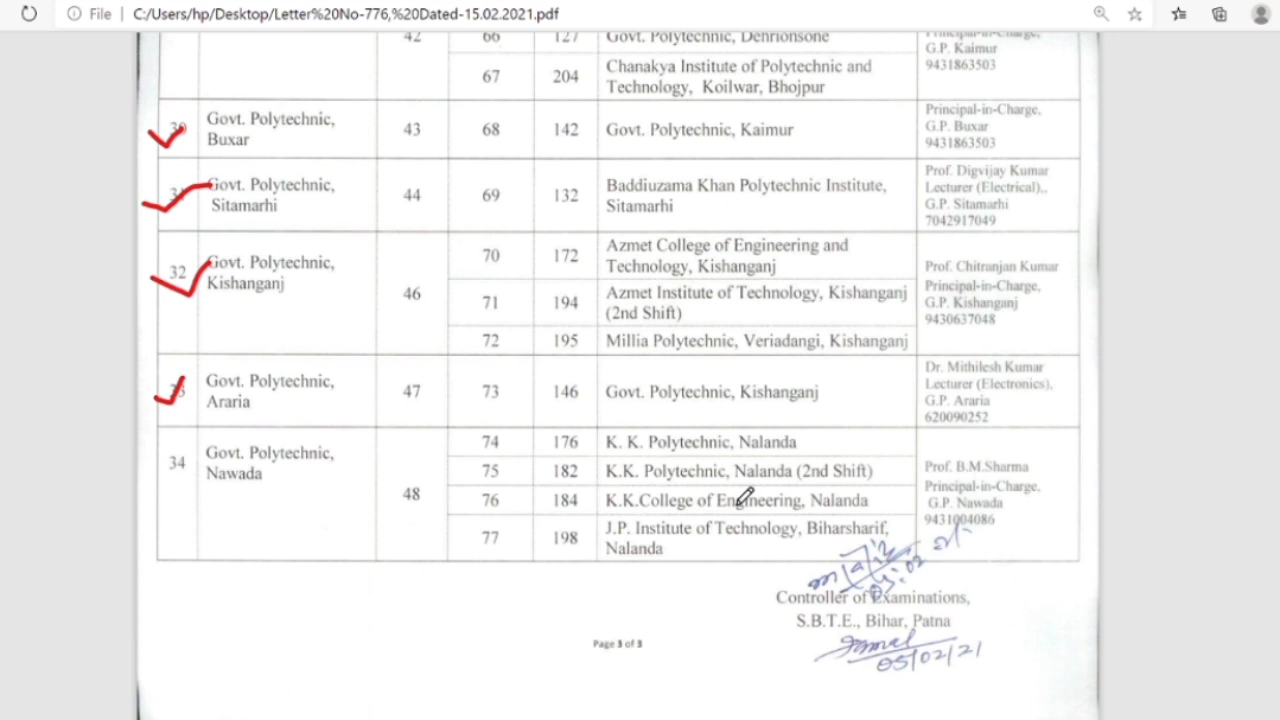 File | C:/Users/hp/Desktop/Letter%20No-776,%20Dated-15.02.2021.pdf
42 66 127 Govt. Polytechnic, Dehrionsone
G.P. Kaimur
9431863503
67 204 Chanakya Institute of Polytechnic and
Technology, Koilwar, Bhojpur
30 Govt. Polytechnic,
Buxar
43 68 142 Govt. Polytechnic, Kaimur
Principal-in-Charge,
G.P. Buxar
9431863503
Govt. Polytechnic,
Sitamarhi
44 69 132 Baddiuzama Khan Polytechnic Institute,
Sitamarhi
Prof. Digvijay Kumar
Lecturer (Electrical),,
G.P. Sitamarhi
7042917049
32 Govt. Polytechnic,
Kishanganj
46
70 172 Azmet College of Engineering and
Technology, Kishanganj
71 194 Azmet Institute of Technology, Kishanganj
(2nd Shift)
72 195 Millia Polytechnic, Veriadangi, Kishanganj
Prof. Chitranjan Kumar
Principal-in-Charge,
G.P. Kishanganj
9430637048
Govt. Polytechnic,
Araria
47 73 146 Govt. Polytechnic, Kishanganj
Dr. Mithilesh Kumar
Lecturer (Electronics),
G.P. Araria
620090252
34 Govt. Polytechnic,
Nawada
48
74 176 K. K. Polytechnic, Nalanda
75 182 K.K. Polytechnic, Nalanda (2nd Shift)
76 184 K.K.College of Engineering, Nalanda
77 198 J.P. Institute of Technology, Biharsharif,
Nalanda
Prof. B.M.Sharma
Principal-in-Charge,
G.P. Nawada
9431004086
Controller of Examinations,
S.B.T.E., Bihar, Patna
05/02/21
Page 3 of 3